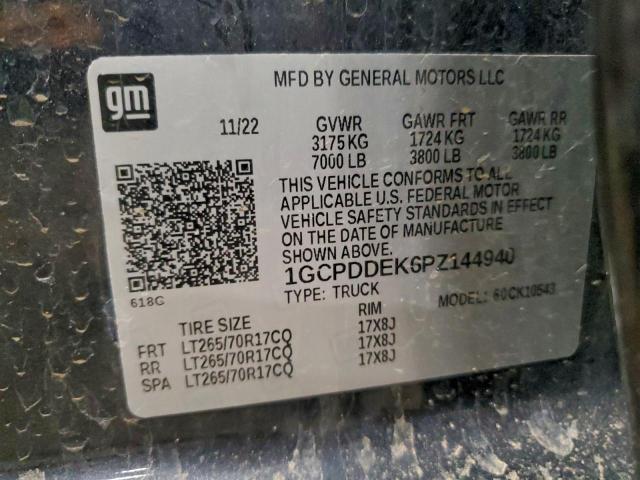 gm
MFD BY GENERAL MOTORS LLC
11/22 GVWR GAWR FRT GAWR RR
3175 KG 1724 KG 1724 KG
7000 LB 3800 LB 3800 LB
THIS VEHICLE CONFORMS TO ALL
APPLICABLE U.S. FEDERAL MOTOR
VEHICLE SAFETY STANDARDS IN EFFECT
ON THE DATE OF MANUFACTURE
SHOWN ABOVE.
1GCPDDEK6PZ144940
618G TYPE: TRUCK MODEL: 60CK10543
TIRE SIZE RIM
FRT LT265/70R17CQ 17X8J
RR LT265/70R17CQ 17X8J
SPA LT265/70R17CQ 17X8J